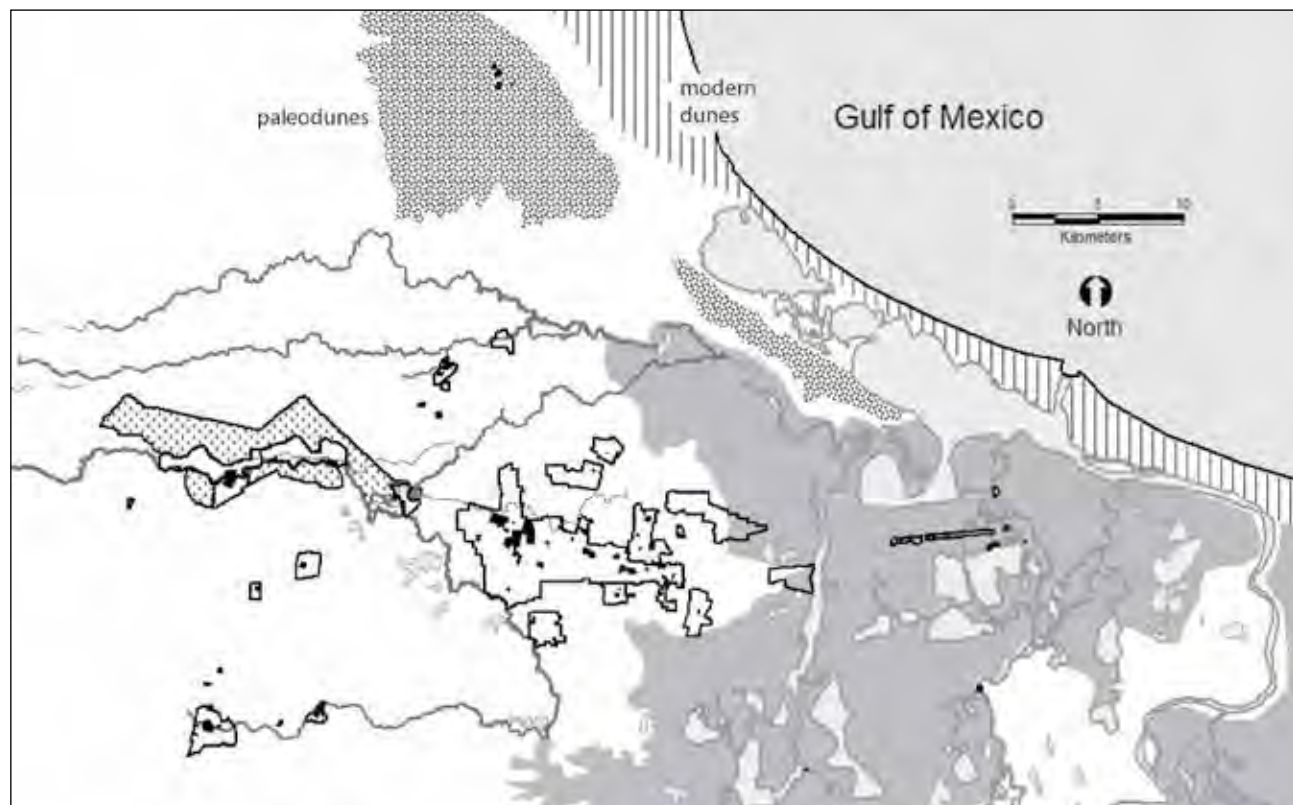 paleodunes
modern
dunes
Gulf of Mexico
0 5 10
Kilometers
North